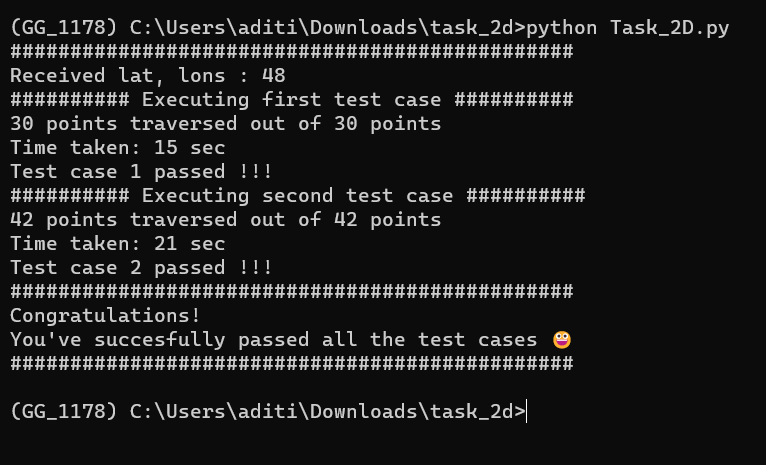 (GG_1178) C:\Users\aditi\Downloads\task_2d>python Task_2D.py
###############################################
Received lat, lons : 48
########## Executing first test case ##########
30 points traversed out of 30 points
Time taken: 15 sec
Test case 1 passed !!!
########## Executing second test case ##########
42 points traversed out of 42 points
Time taken: 21 sec
Test case 2 passed !!!
###############################################
Congratulations!
You've succesfully passed all the test cases 😀
###############################################
(GG_1178) C:\Users\aditi\Downloads\task_2d>